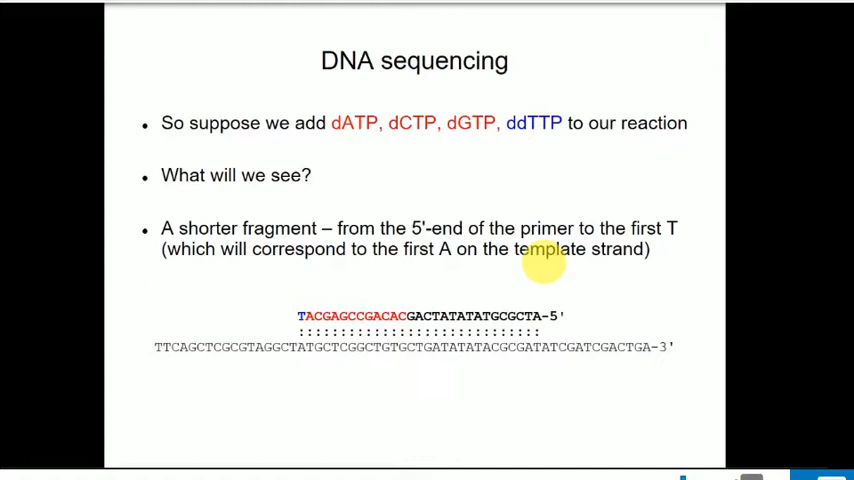 DNA sequencing
• So suppose we add dATP, dCTP, dGTP, ddTTP to our reaction
• What will we see?
• A shorter fragment – from the 5'-end of the primer to the first T
(which will correspond to the first A on the template strand)
TACGAGCCGACACGACTATATATGCGCTA-5'
::::::::::::::::::::::::::::
TTCAGCTCGCGTAGGCTATGCTCGGCTGTGCTGATATATACGCGATATCGATCGACTGA-3'